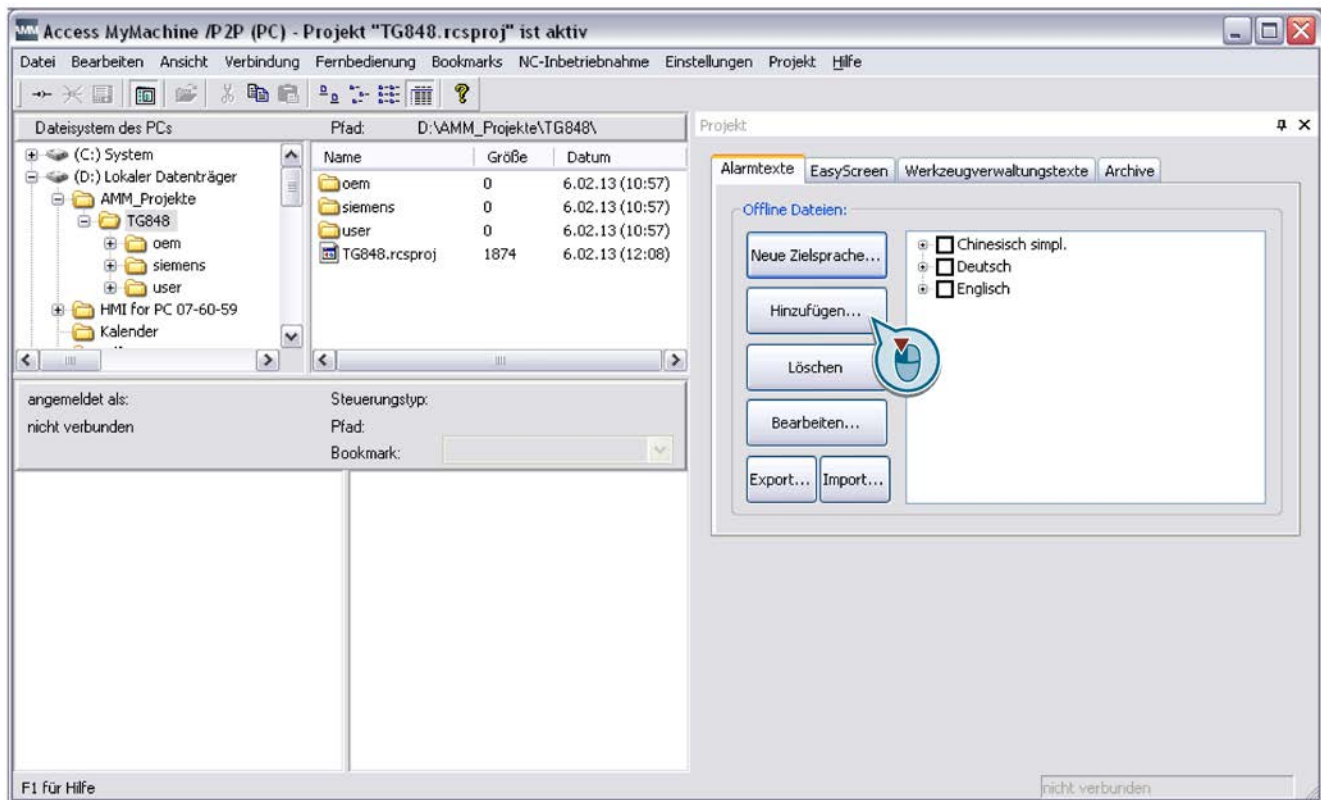 AMM Access MyMachine /P2P (PC) - Projekt "TG848.rcsproj" ist aktiv
Datei Bearbeiten Ansicht Verbindung Fernbedienung Bookmarks NC-Inbetriebnahme Einstellungen Projekt Hilfe
Dateisystem des PCs Pfad: D:\AMM_Projekte\TG848\
(C:) System
(D:) Lokaler Datenträger
AMM_Projekte
TG848
oem
siemens
user
HMI for PC 07-60-59
Kalender
Name Größe Datum
oem 0 6.02.13 (10:57)
siemens 0 6.02.13 (10:57)
user 0 6.02.13 (10:57)
TG848.rcsproj 1874 6.02.13 (12:08)
angemeldet als: Steuerungstyp:
nicht verbunden Pfad:
Bookmark:
Projekt
Alarmtexte EasyScreen Werkzeugverwaltungstexte Archive
Offline Dateien:
Neue Zielsprache...
Hinzufügen...
Löschen
Bearbeiten...
Export... Import...
Chinesisch simpl.
Deutsch
Englisch
F1 für Hilfe nicht verbunden